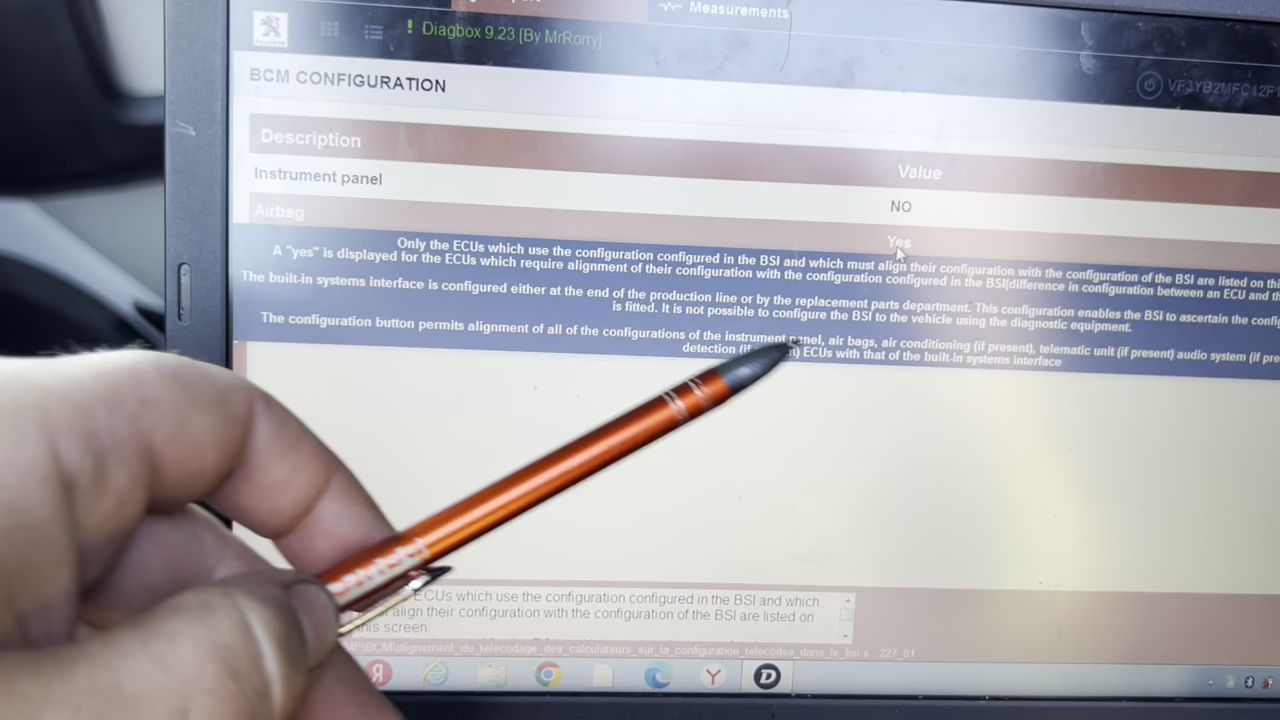 Measurements
Diagbox 9.23 [By MrRorry]
BCM CONFIGURATION
Description
Value
Instrument panel
NO
Airbag
Yes
Only the ECUs which use the configuration configured in the BSI and which must align their configuration with the configuration of the BSI are listed on
A "yes" is displayed for the ECUs which require alignment of their configuration with the configuration configured in the BSI(difference in configuration between an ECU and
The built-in systems interface is configured either at the end of the production line or by the replacement parts department. This configuration enables the BSI to ascertain the
is fitted. It is not possible to configure the BSI to the vehicle using the diagnostic equipment.
The configuration button permits alignment of all of the configurations of the instrument panel, air bags, air conditioning (if present), telematic unit (if present) audio system (if
detection ECUs with that of the built-in systems interface
ECUs which use the configuration configured in the BSI and which
align their configuration with the configuration of the BSI are listed on
this screen